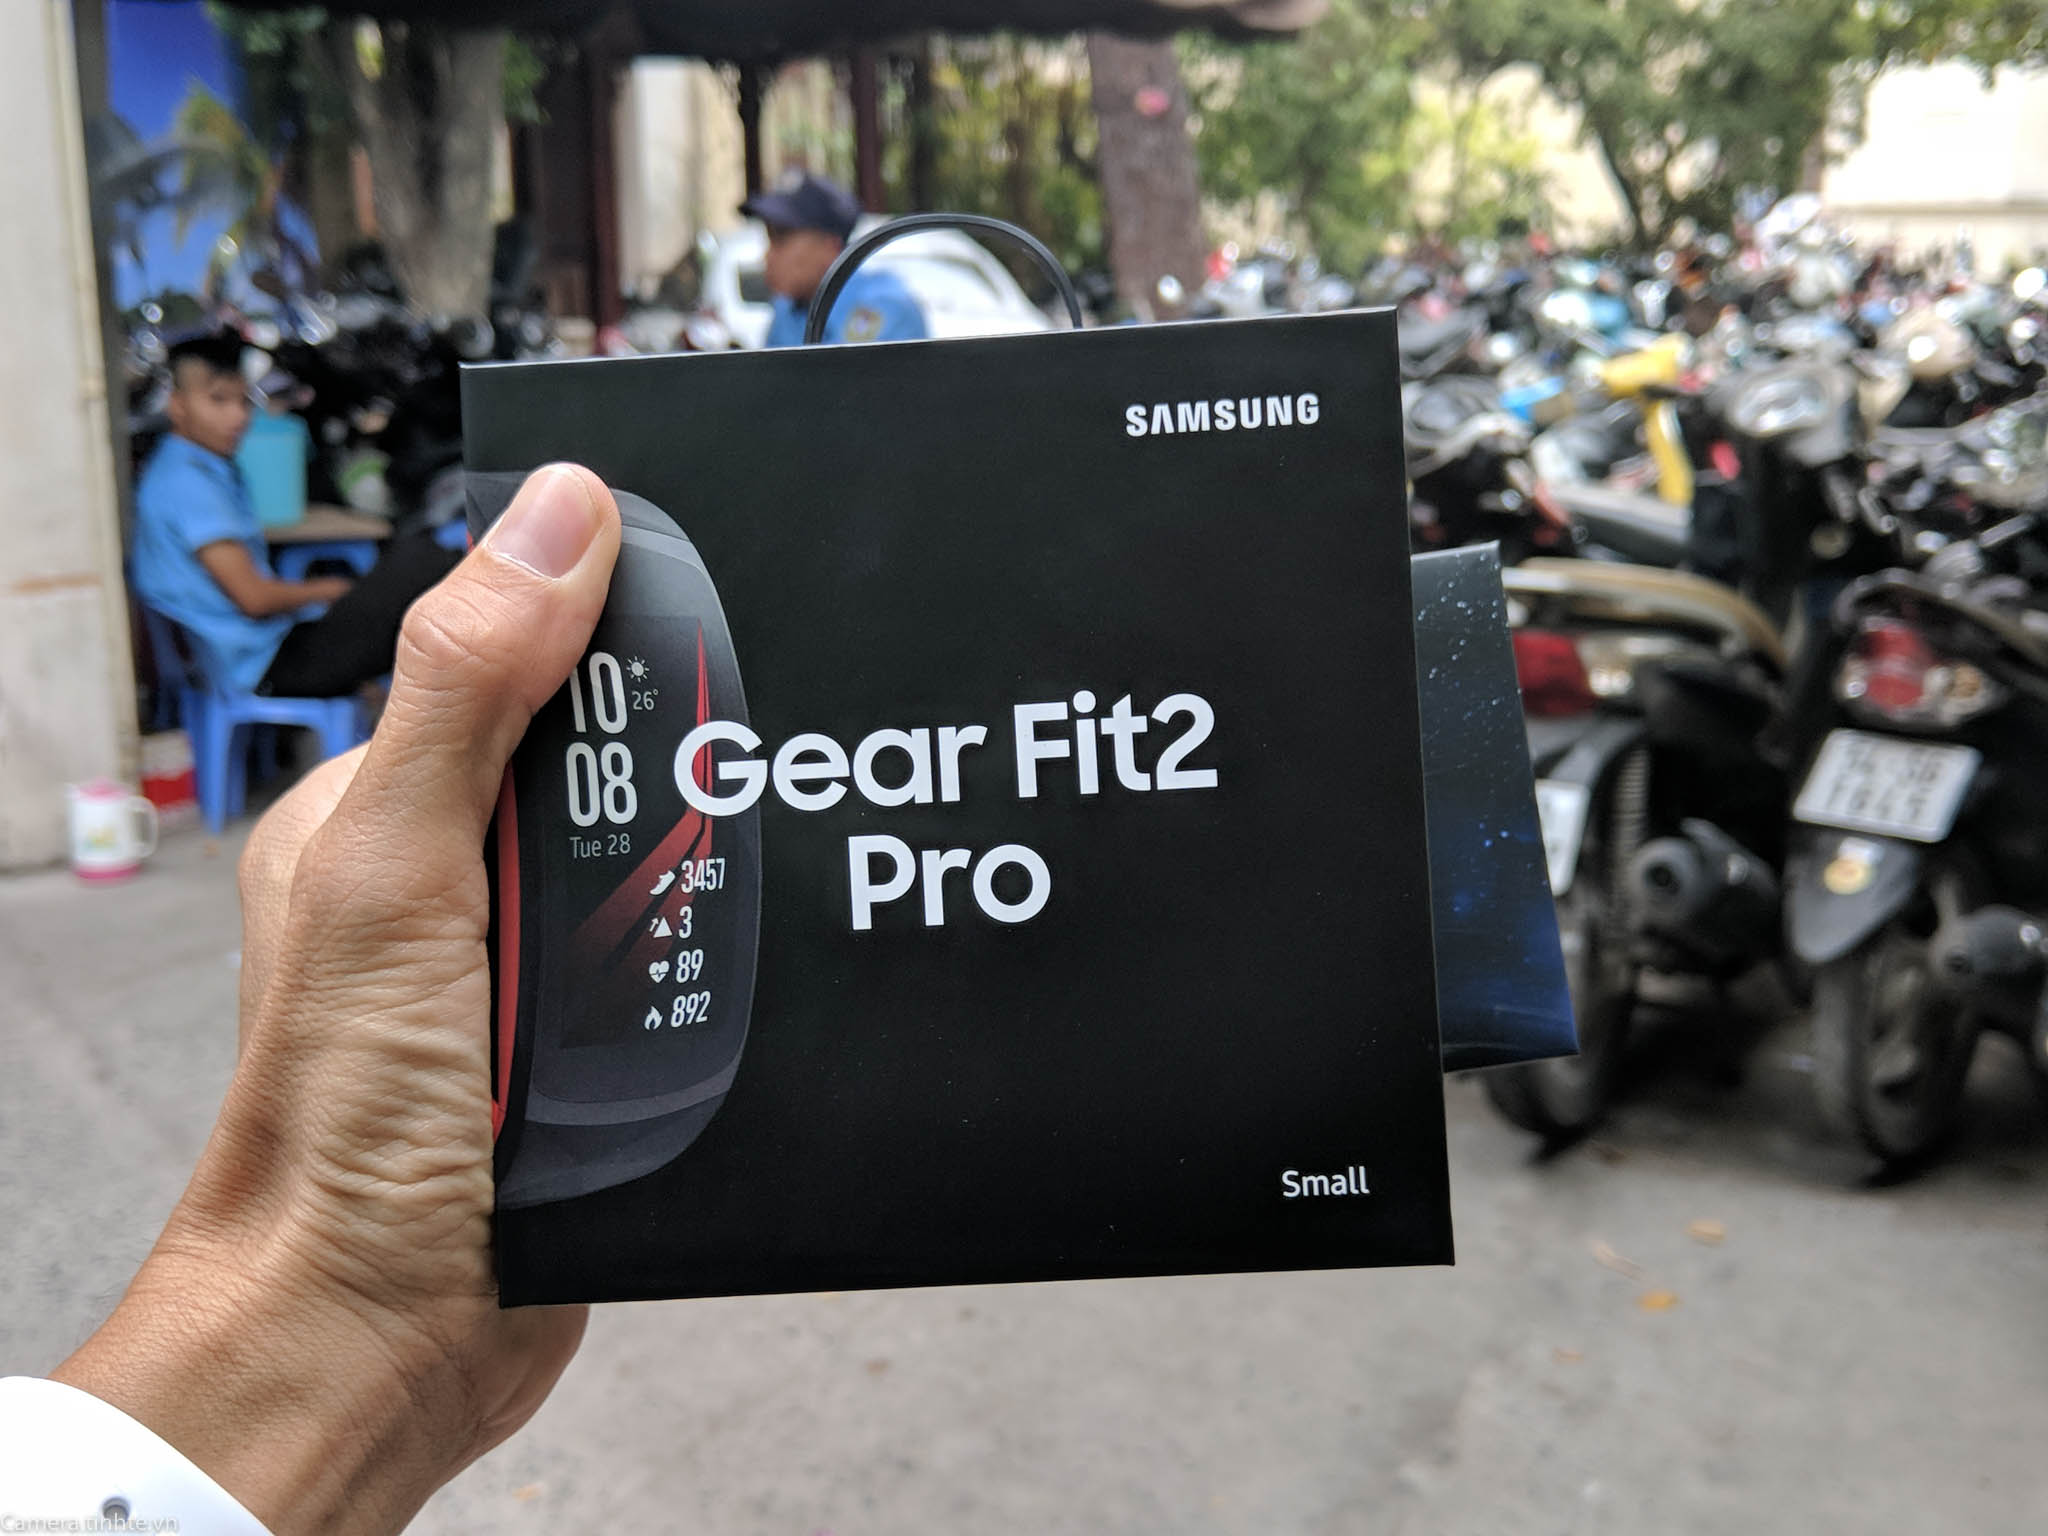 SAMSUNG
10
26°
08
Tue 28
3457
3
89
892
Gear Fit2
Pro
Small
Camera.tinhte.vn